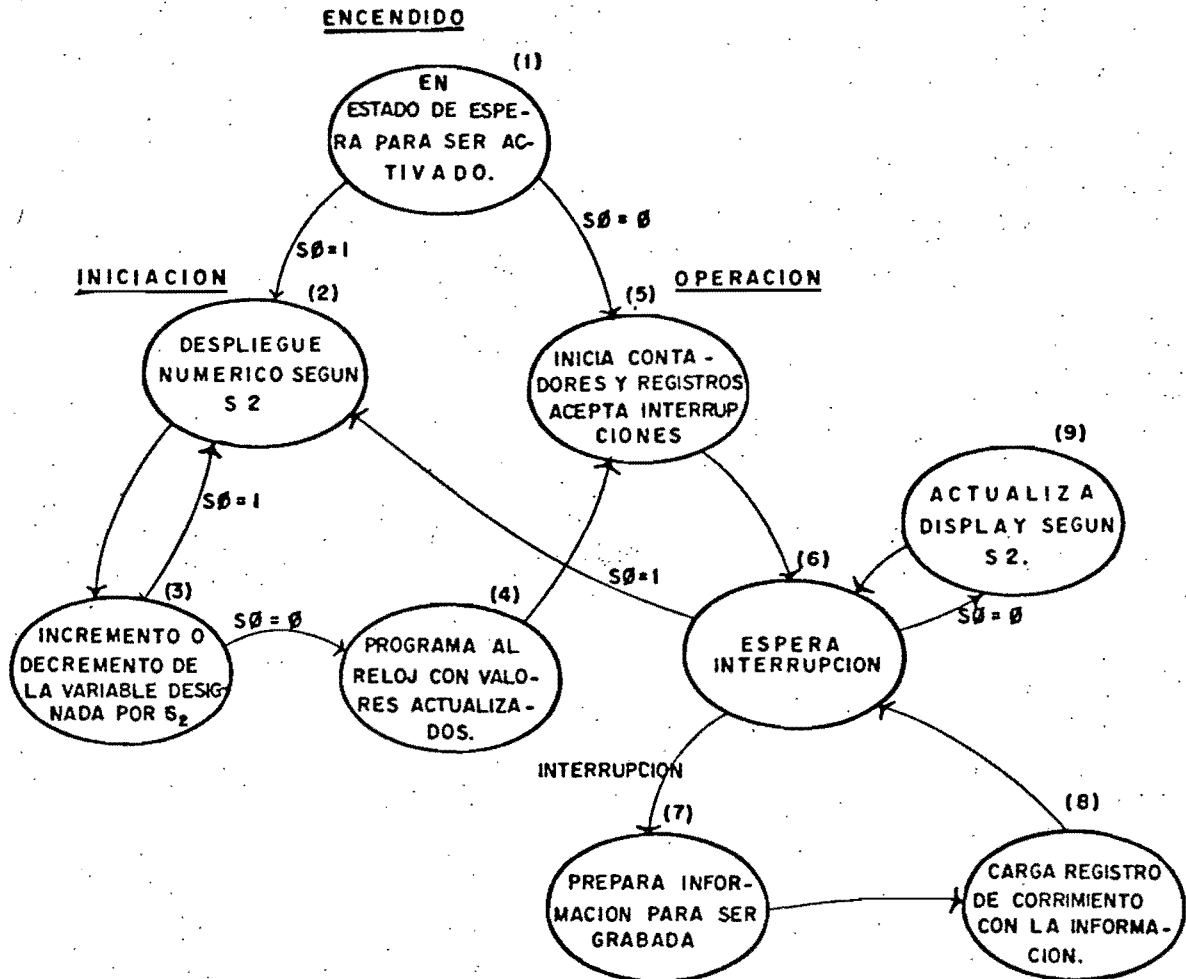 ENCENDIDO
(1)
EN
ESTADO DE ESPE-
RA PARA SER AC-
TIVADO.
SØ=1
SØ=Ø
INICIACION
(2)
DESPLIEGUE
NUMERICO SEGUN
S 2
OPERACION
(5)
INICIA CONTA-
DORES Y REGISTROS
ACEPTA INTERRUP
CIONES
(9)
ACTUALIZA
DISPLAY SEGUN
S 2.
SØ=1
(3)
INCREMENTO O
DECREMENTO DE
LA VARIABLE DESIG-
NADA POR S₂
SØ=Ø
(4)
PROGRAMA AL
RELOJ CON VALO-
RES ACTUALIZA-
DOS.
SØ=1
(6)
ESPERA
INTERRUPCION
SØ=Ø
INTERRUPCION
(7)
PREPARA INFOR-
MACION PARA SER
GRABADA
(8)
CARGA REGISTRO
DE CORRIMIENTO
CON LA INFORMA-
CION.